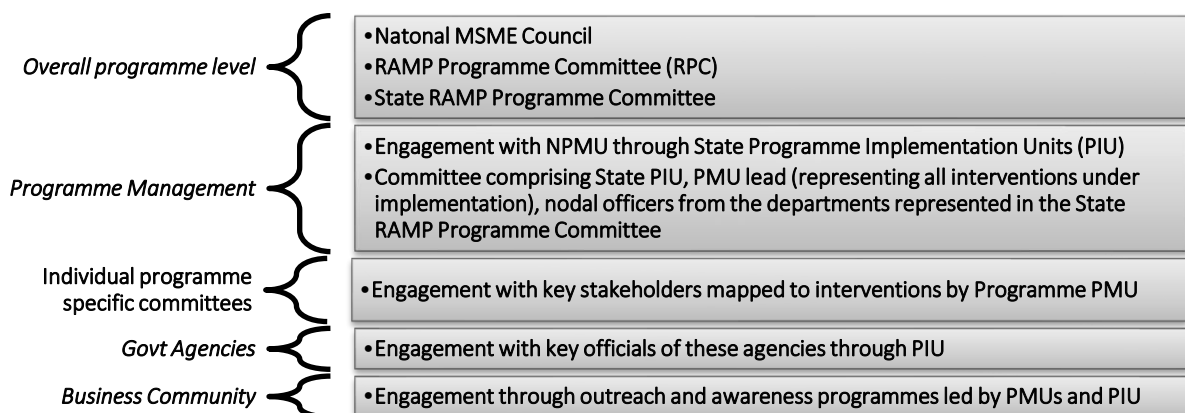 Overall programme level
•Natonal MSME Council
•RAMP Programme Committee (RPC)
•State RAMP Programme Committee
Programme Management
•Engagement with NPMU through State Programme Implementation Units (PIU)
•Committee comprising State PIU, PMU lead (representing all interventions under
implementation), nodal officers from the departments represented in the State
RAMP Programme Committee
Individual programme
specific committees
•Engagement with key stakeholders mapped to interventions by Programme PMU
Govt Agencies
•Engagement with key officials of these agencies through PIU
Business Community
•Engagement through outreach and awareness programmes led by PMUs and PIU